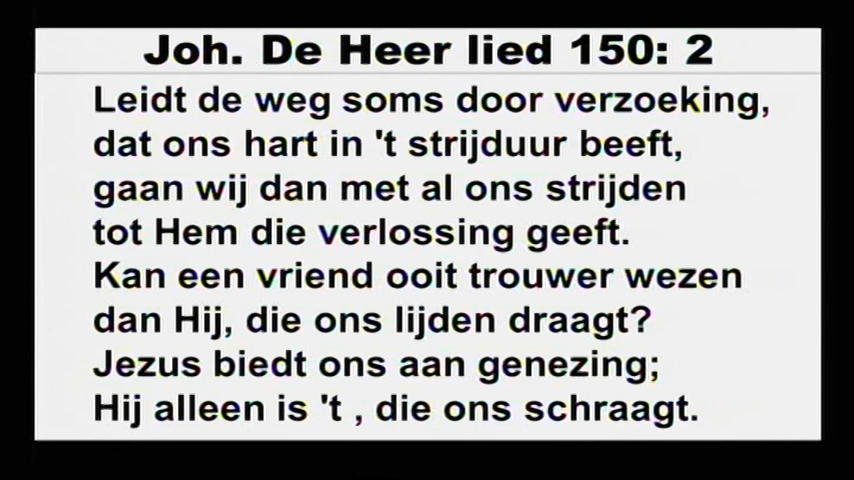 Joh. De Heer lied 150: 2
Leidt de weg soms door verzoeking,
dat ons hart in 't strijduur beeft,
gaan wij dan met al ons strijden
tot Hem die verlossing geeft.
Kan een vriend ooit trouwer wezen
dan Hij, die ons lijden draagt?
Jezus biedt ons aan genezing;
Hij alleen is 't , die ons schraagt.